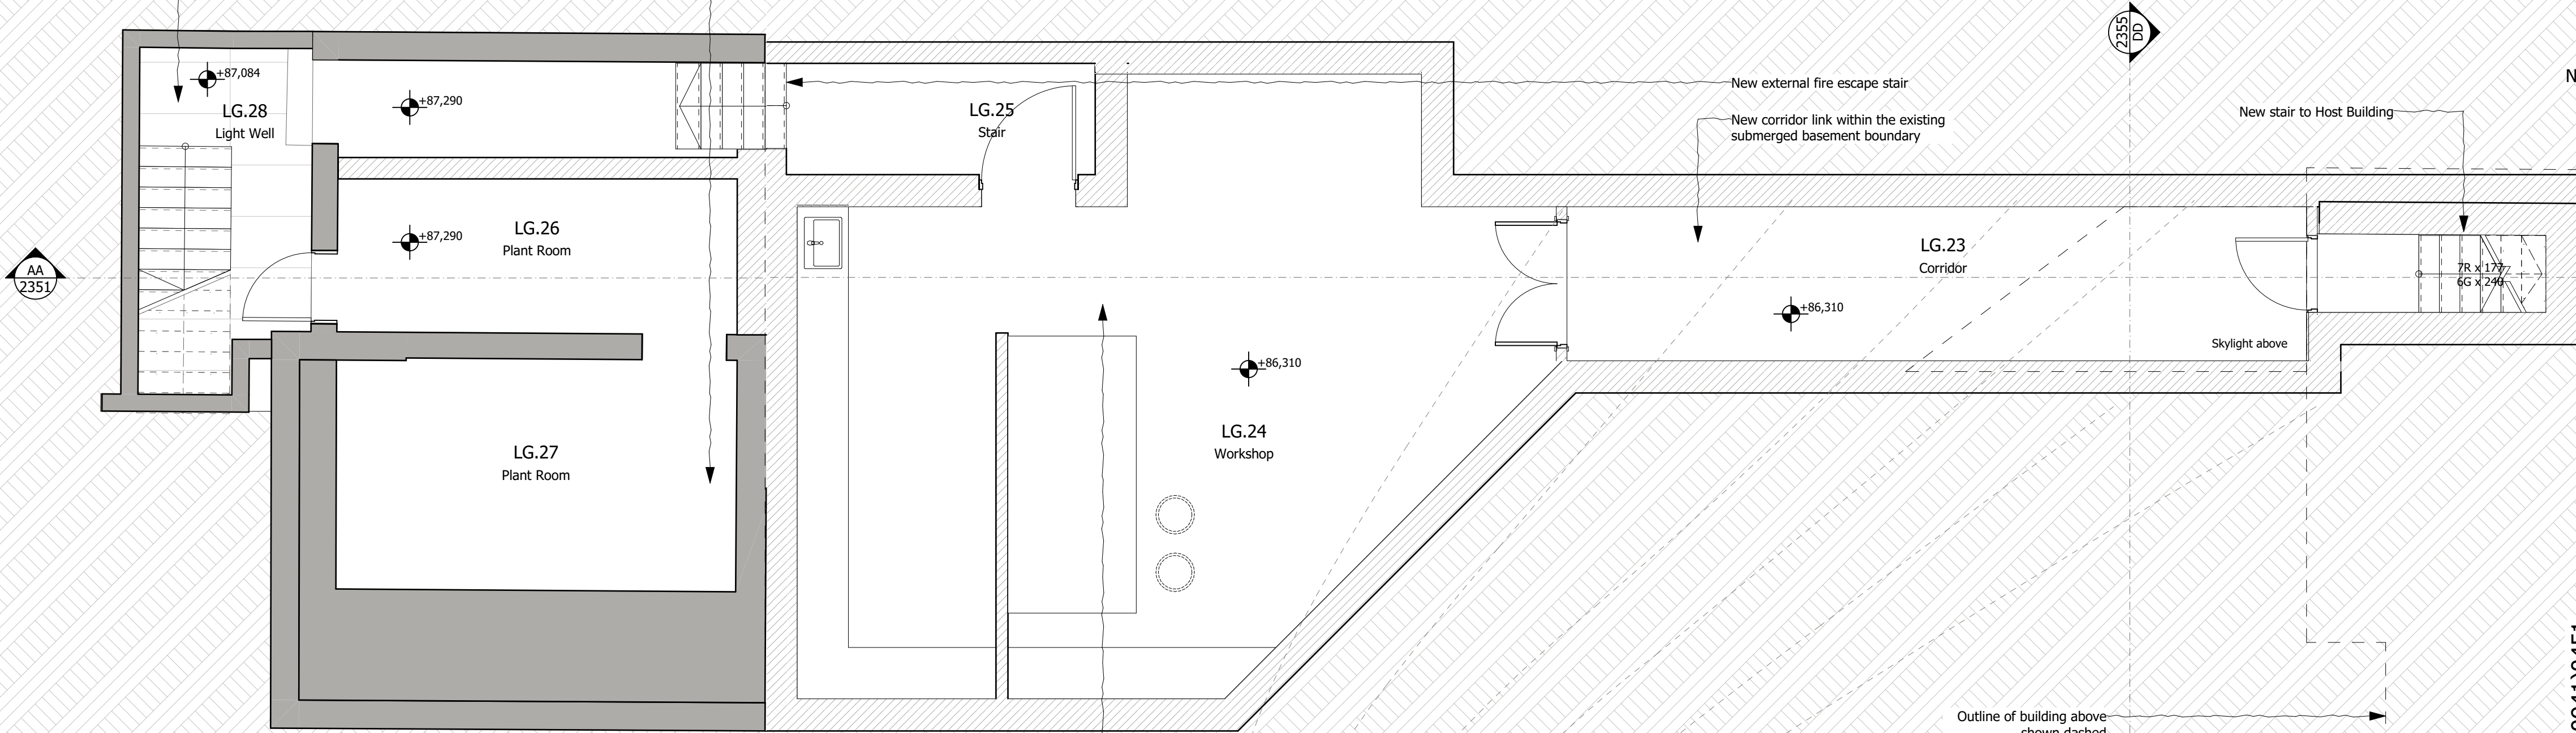 2355
DD
+87,084
LG.28
Light Well
+87,290
LG.25
Stair
New external fire escape stair
New corridor link within the existing
submerged basement boundary
New stair to Host Building
N
LG.26
Plant Room
+87,290
AA
2351
LG.23
Corridor
+86,310
7R x 177
6G x 240
Skylight above
+86,310
LG.24
Workshop
LG.27
Plant Room
Outline of building above
shown dashed